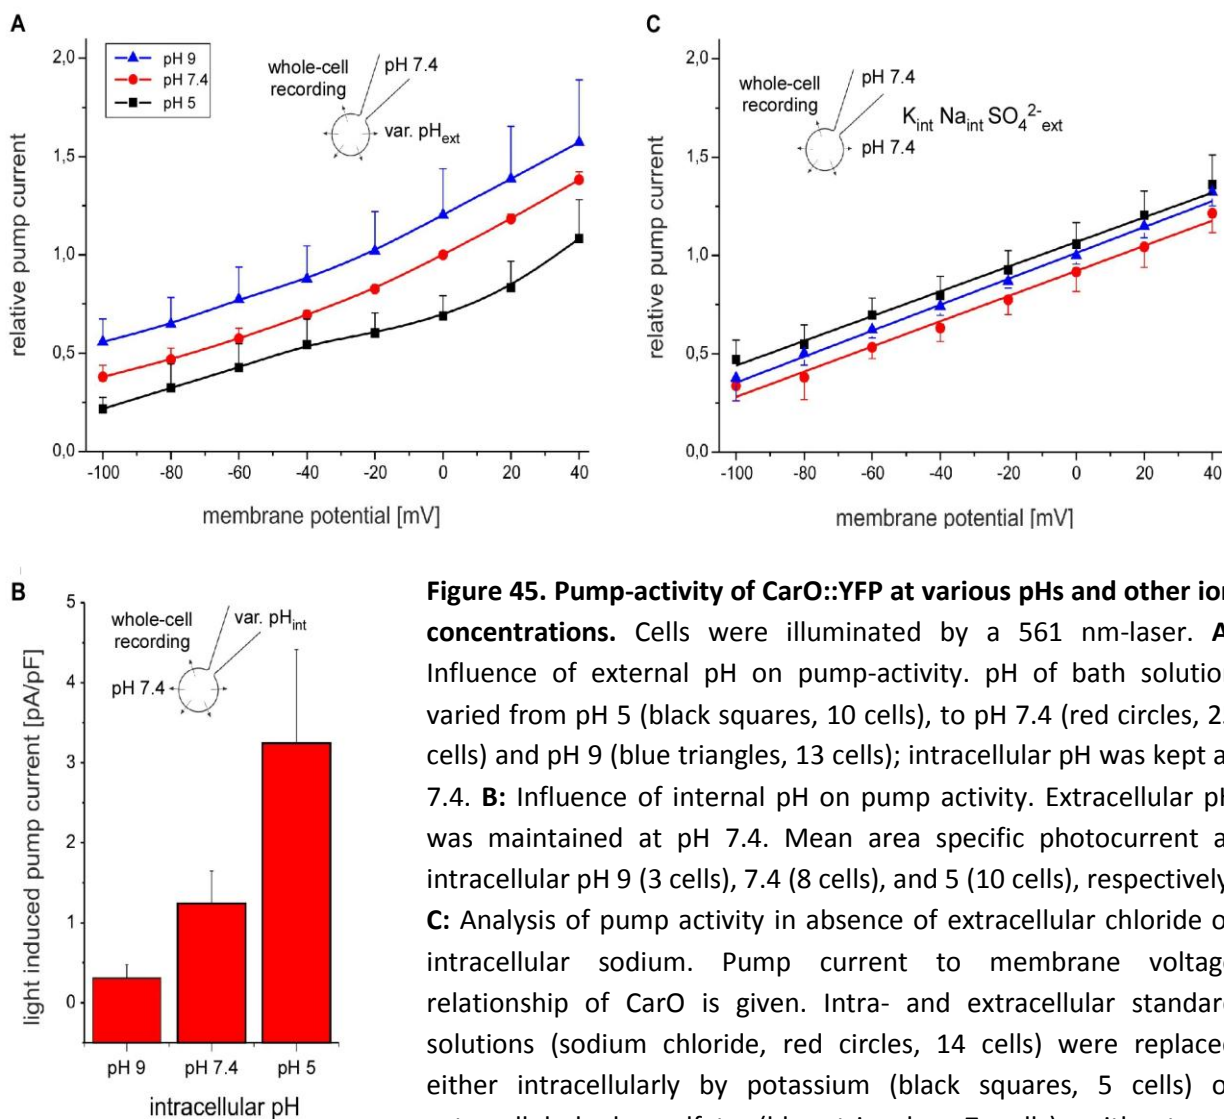 A
2,0
1,5
1,0
0,5
0,0
relative pump current
pH 9
pH 7.4
pH 5
whole-cell
recording
pH 7.4
var. pHext
-100 -80 -60 -40 -20 0 20 40
membrane potential [mV]
C
2,0
1,5
1,0
0,5
0,0
relative pump current
whole-cell
recording
pH 7.4
pH 7.4
Kint Naint SO4 2-ext
-100 -80 -60 -40 -20 0 20 40
membrane potential [mV]
B
5
4
3
2
1
0
light induced pump current [pA/pF]
whole-cell
recording
var. pHint
pH 7.4
pH 9 pH 7.4 pH 5
intracellular pH
Figure 45. Pump-activity of CarO::YFP at various pHs and other ion
concentrations. Cells were illuminated by a 561 nm-laser. A
Influence of external pH on pump-activity. pH of bath solution
varied from pH 5 (black squares, 10 cells), to pH 7.4 (red circles,
cells) and pH 9 (blue triangles, 13 cells); intracellular pH was kept a
7.4. B: Influence of internal pH on pump activity. Extracellular pH
was maintained at pH 7.4. Mean area specific photocurrent a
intracellular pH 9 (3 cells), 7.4 (8 cells), and 5 (10 cells), respectively
C: Analysis of pump activity in absence of extracellular chloride o
intracellular sodium. Pump current to membrane voltage
relationship of CarO is given. Intra- and extracellular standard
solutions (sodium chloride, red circles, 14 cells) were replaced
either intracellularly by potassium (black squares, 5 cells) o